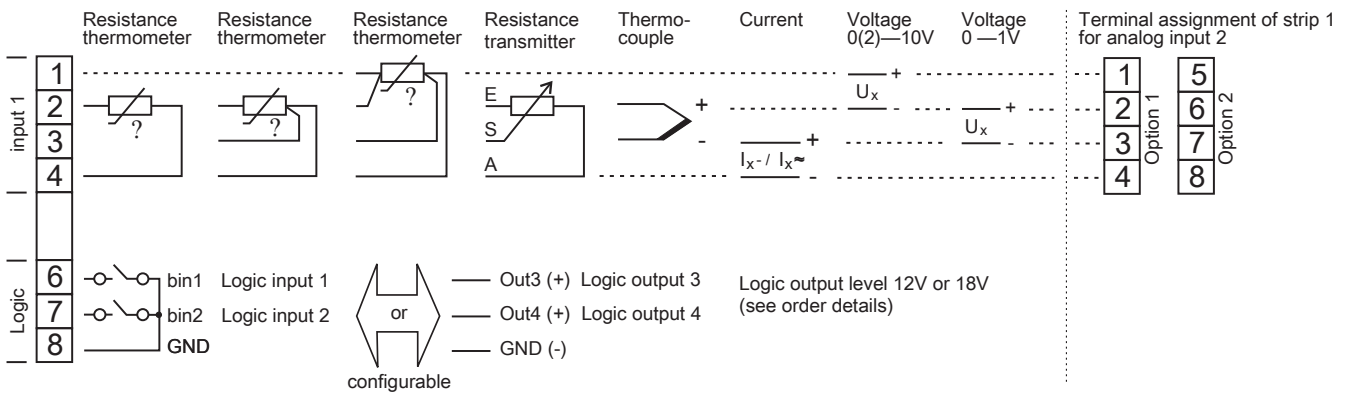 Resistance thermometer
Resistance thermometer
Resistance thermometer
Resistance transmitter
Thermo- couple
Current
Voltage 0(2)—10V
Voltage 0 —1V
Terminal assignment of strip 1 for analog input 2
input 1
1
2
3
4
?
?
?
E
S
A
+
-
+
Ix- / Ix≈
-
+
Ux
-
+
Ux
-
1
2
3
4
Option 1
5
6
7
8
Option 2
Logic
6
7
8
bin1 Logic input 1
bin2 Logic input 2
GND
or
configurable
Out3 (+) Logic output 3
Out4 (+) Logic output 4
GND (-)
Logic output level 12V or 18V
(see order details)